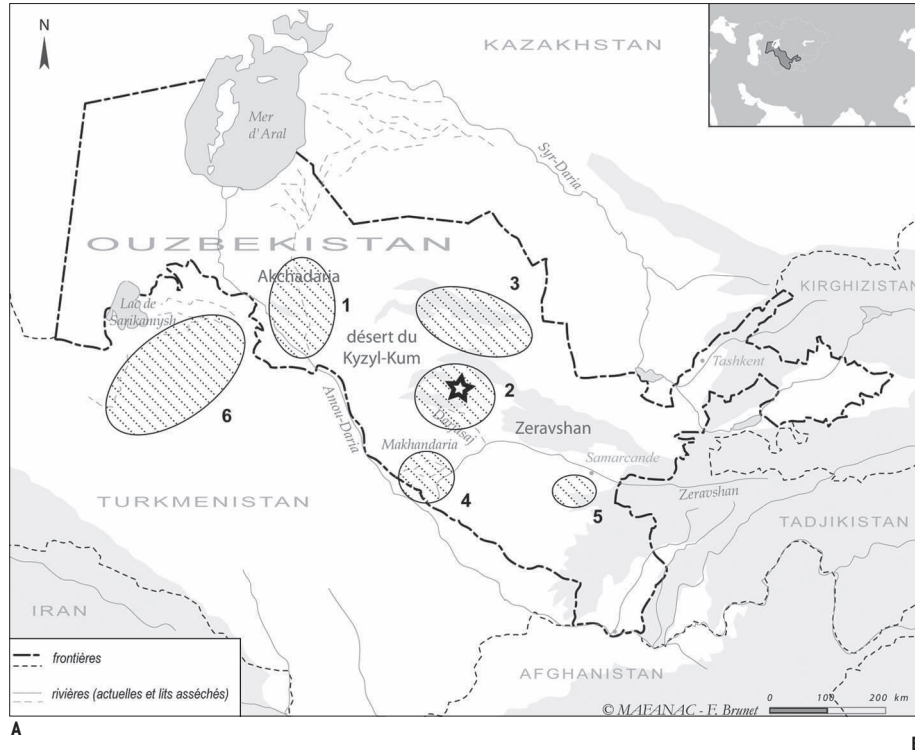 N
KAZAKHSTAN
Mer
d'Aral
Syr-Daria
OUZBEKISTAN
Akchadaria
KIRGHIZISTAN
Lac de
Sarikamysh
1
3
désert du
Kyzyl-Kum
Tashkent
6
Amou-Daria
2
Darjasaj
Zeravshan
Makhandaria
Samarcande
4
5
Zeravshan
TURKMENISTAN
TADJIKISTAN
IRAN
AFGHANISTAN
frontières
rivières (actuelles et lits asséchés)
0 100 200 km
© MAFANAC - F. Brunet
A